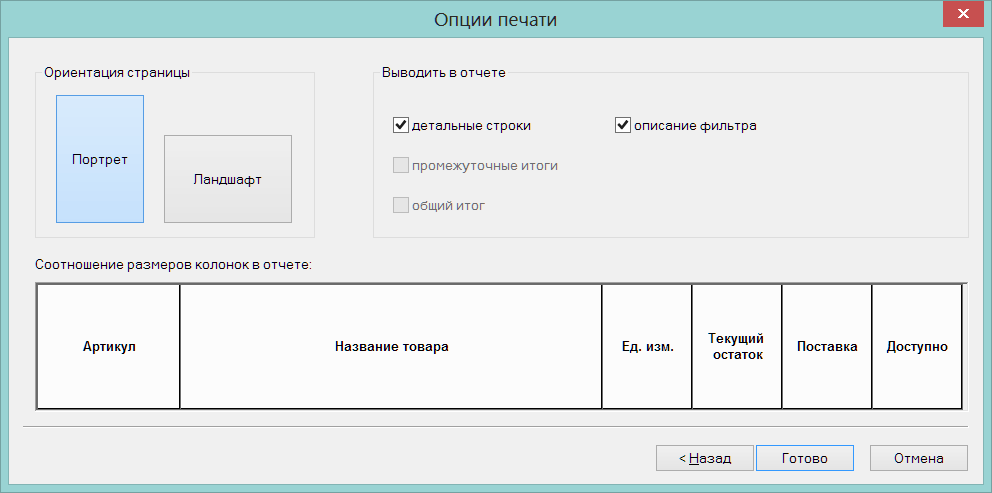 Опции печати
Ориентация страницы
Выводить в отчете
Портрет
Ландшафт
детальные строки
описание фильтра
промежуточные итоги
общий итог
Соотношение размеров колонок в отчете:
Артикул
Название товара
Ед. изм.
Текущий
остаток
Поставка
Доступно
< Назад
Готово
Отмена